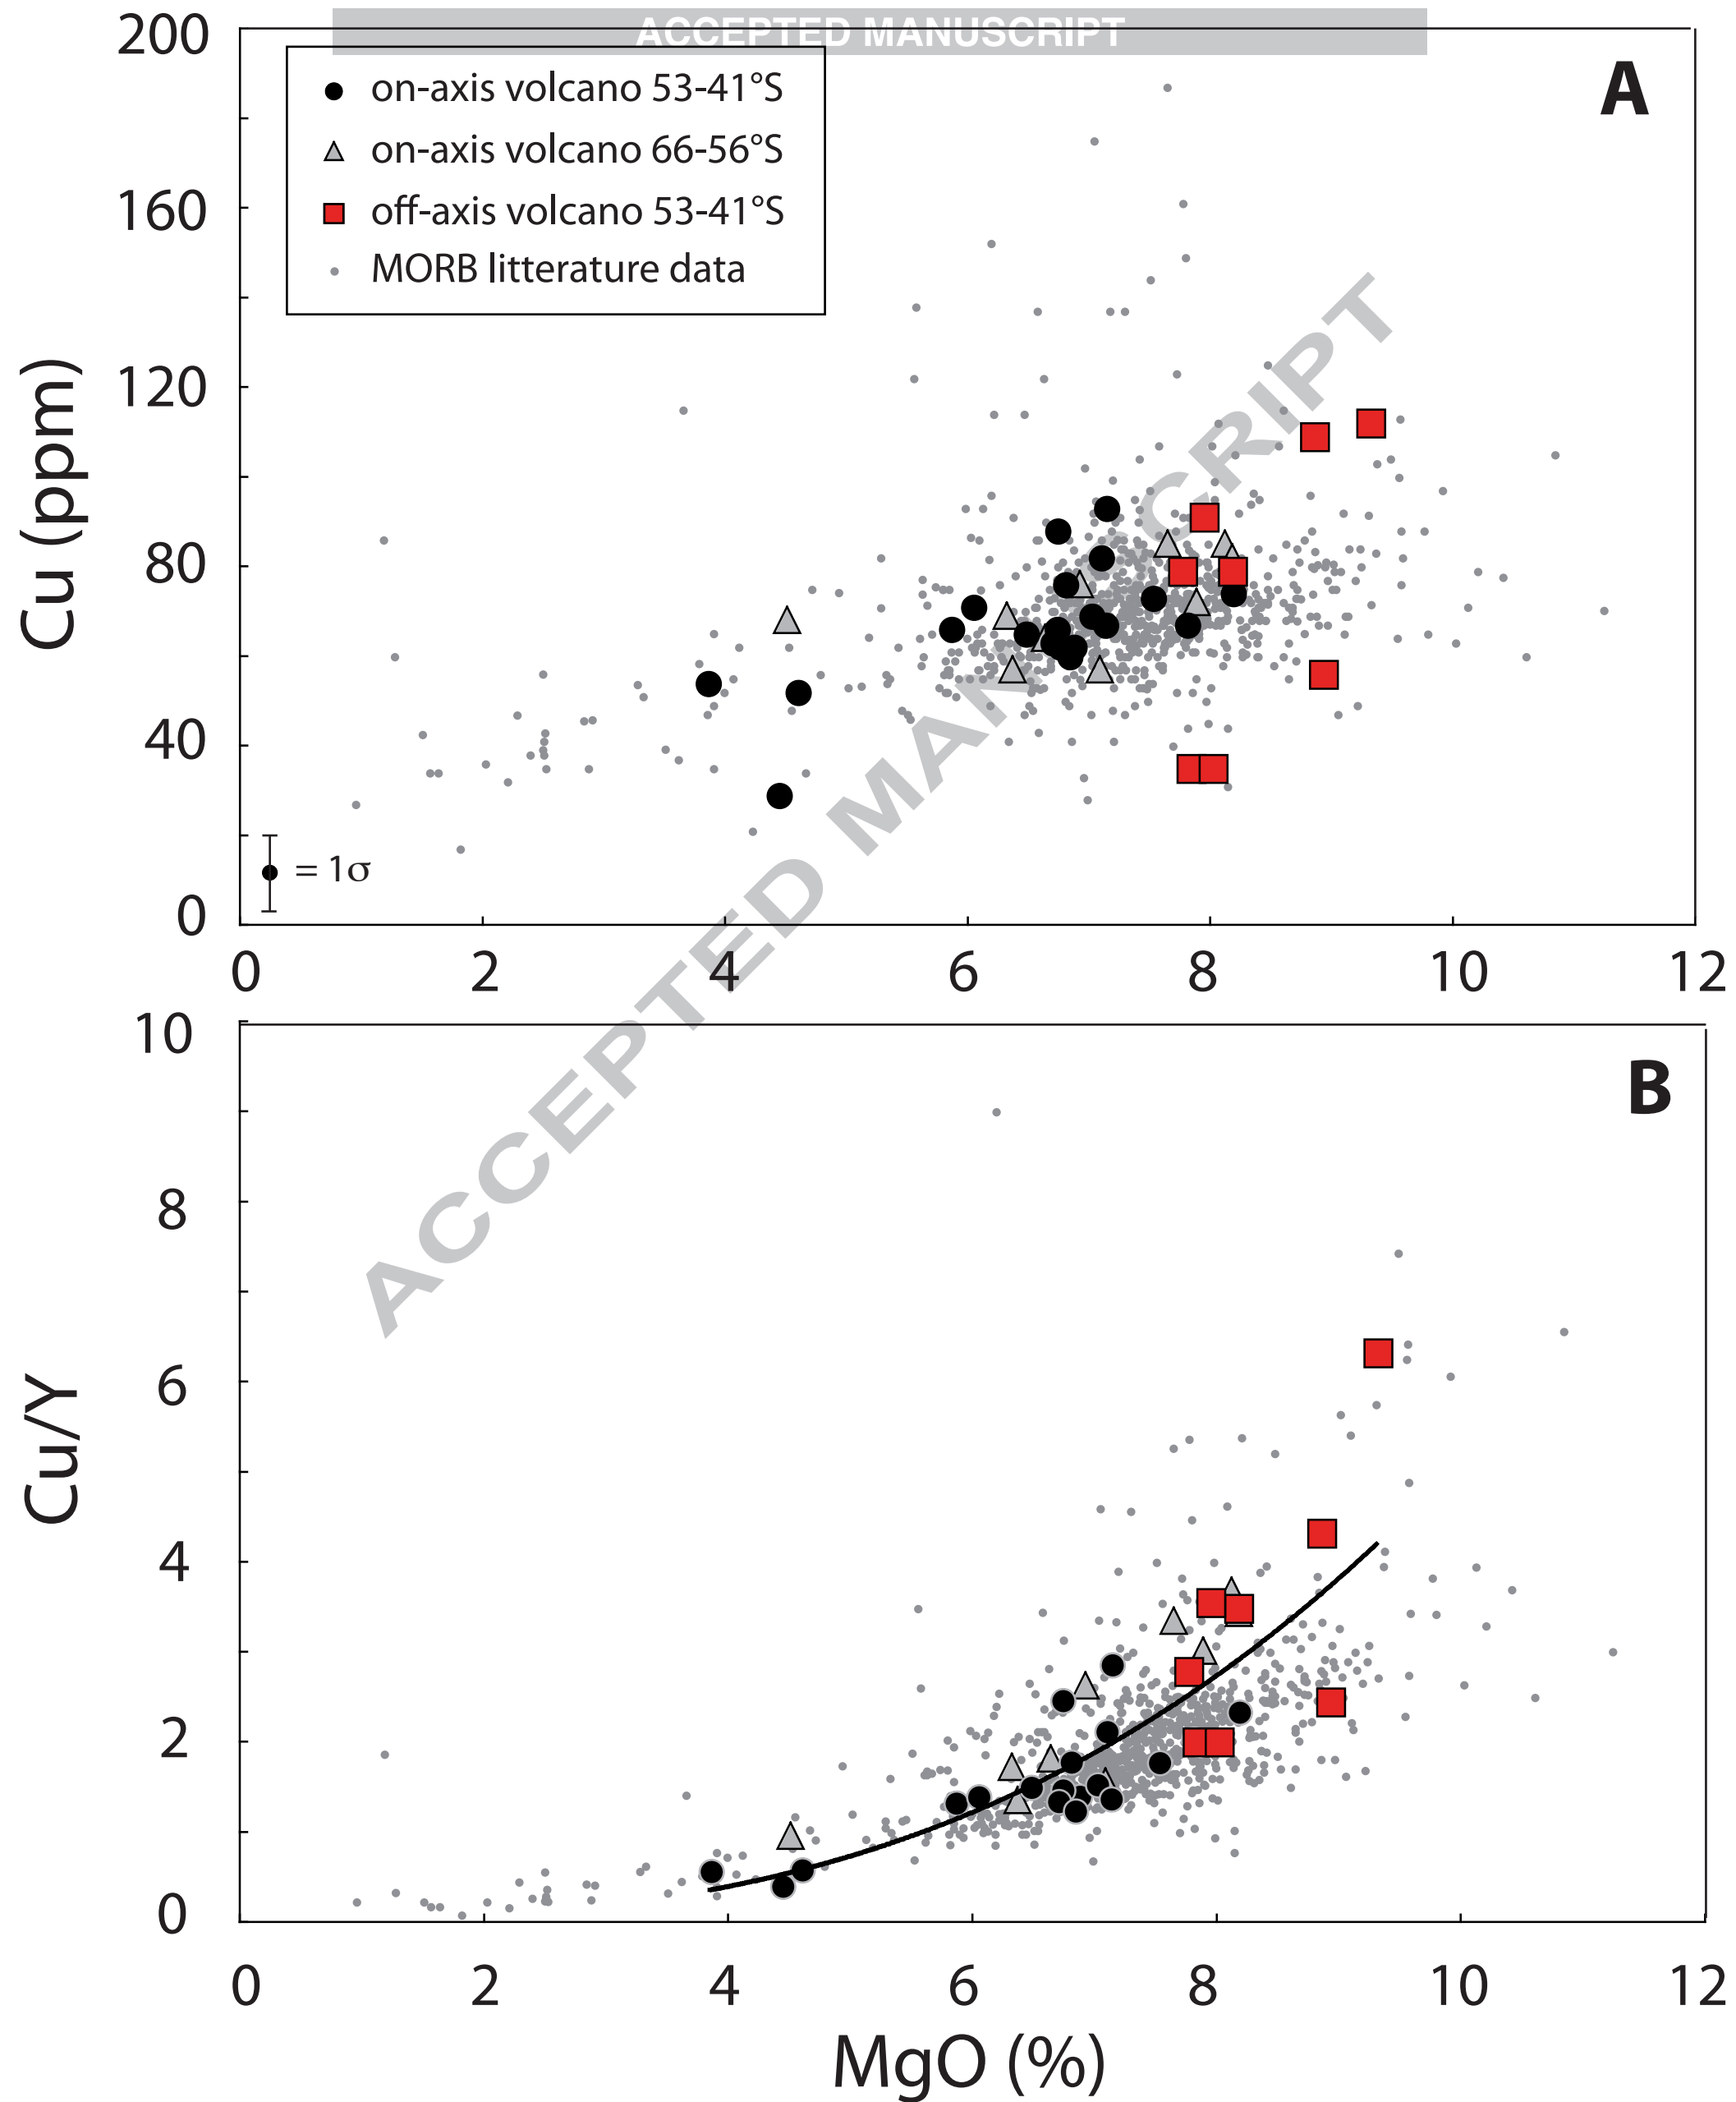 ACCEPTED MANUSCRIPT
A
on-axis volcano 53-41°S
on-axis volcano 66-56°S
off-axis volcano 53-41°S
MORB litterature data
Cu (ppm)
200
160
120
80
40
0
= 1σ
0 2 4 6 8 10 12
ACCEPTED MANUSCRIPT
B
Cu/Y
10
8
6
4
2
0
0 2 4 6 8 10 12
MgO (%)